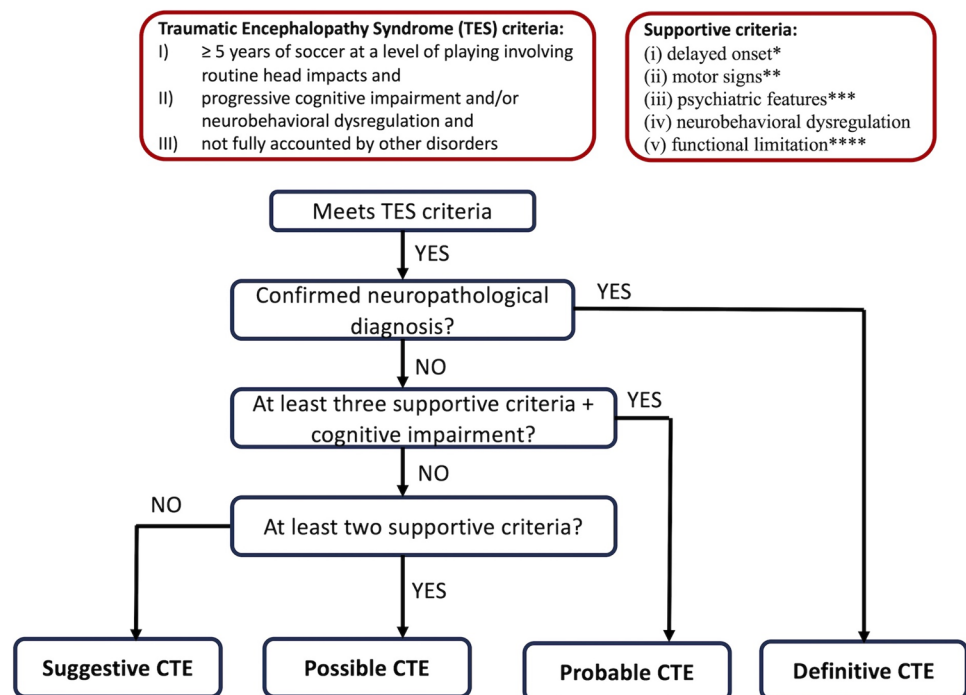 Traumatic Encephalopathy Syndrome (TES) criteria:
I) ≥ 5 years of soccer at a level of playing involving
routine head impacts and
II) progressive cognitive impairment and/or
neurobehavioral dysregulation and
III) not fully accounted by other disorders
Supportive criteria:
(i) delayed onset*
(ii) motor signs**
(iii) psychiatric features***
(iv) neurobehavioral dysregulation
(v) functional limitation****
Meets TES criteria
YES
Confirmed neuropathological
diagnosis?
YES
NO
At least three supportive criteria +
cognitive impairment?
YES
NO
At least two supportive criteria?
NO
YES
Suggestive CTE
Possible CTE
Probable CTE
Definitive CTE